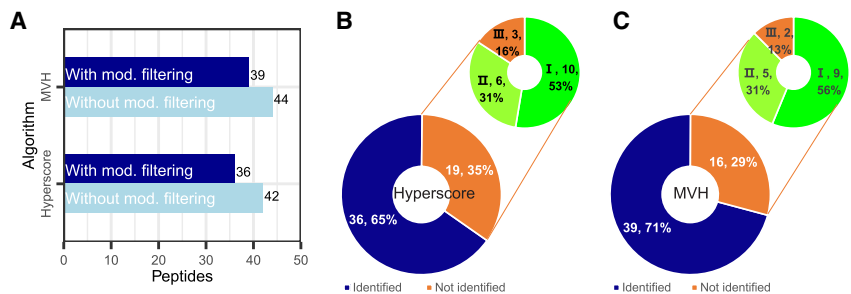 A
Algorithm
MVH
With mod. filtering
39
Without mod. filtering
44
Hyperscore
With mod. filtering
36
Without mod. filtering
42
0
10
20
30
40
50
Peptides
B
Ⅲ, 3,
16%
Ⅱ, 6,
31%
Ⅰ, 10,
53%
19, 35%
Hyperscore
36, 65%
Identified
Not identified
C
Ⅲ, 2,
13%
Ⅱ, 5,
31%
Ⅰ, 9,
56%
16, 29%
MVH
39, 71%
Identified
Not identified